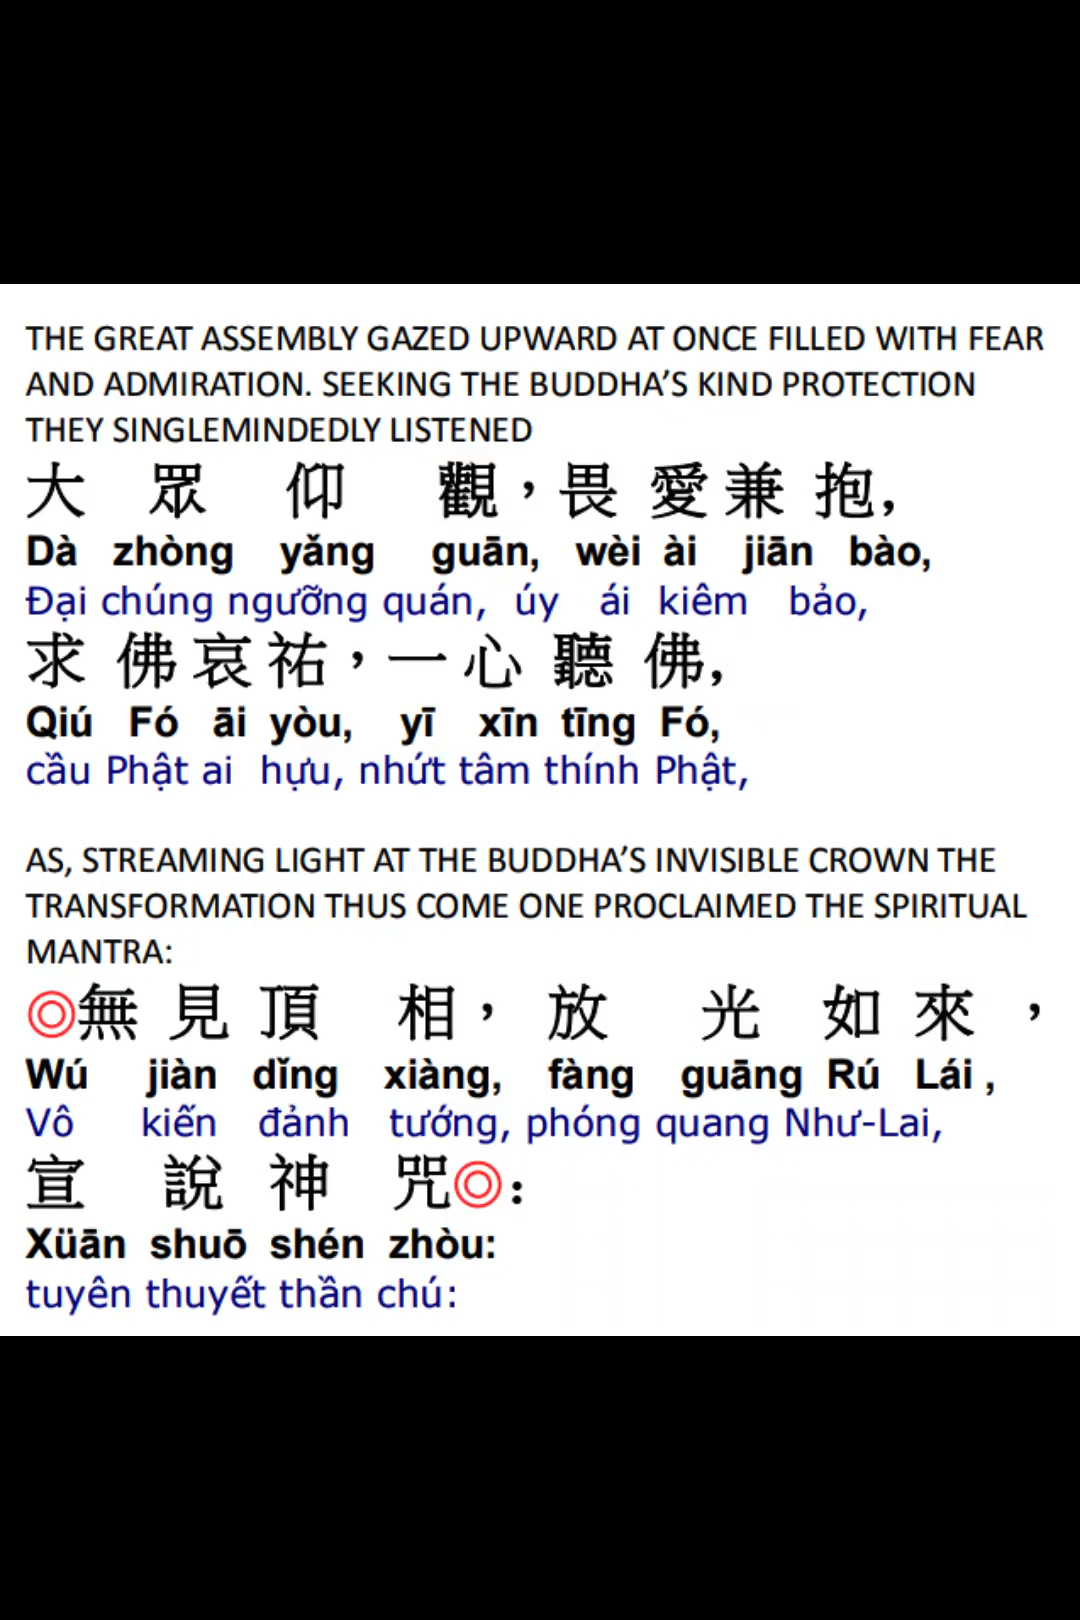 THE GREAT ASSEMBLY GAZED UPWARD AT ONCE FILLED WITH FEAR
AND ADMIRATION. SEEKING THE BUDDHA’S KIND PROTECTION
THEY SINGLEMINDEDLY LISTENED
大 眾 仰 觀，畏 愛 兼 抱,
Dà zhòng yǎng guān, wèi ài jiān bào,
Đại chúng ngưỡng quán, úy ái kiêm bảo,
求 佛 哀 祐，一 心 聽 佛,
Qiú Fó āi yòu, yī xīn tīng Fó,
cầu Phật ai hựu, nhứt tâm thính Phật,
AS, STREAMING LIGHT AT THE BUDDHA’S INVISIBLE CROWN THE
TRANSFORMATION THUS COME ONE PROCLAIMED THE SPIRITUAL
MANTRA:
◎無 見 頂 相，放 光 如 來 ，
Wú jiàn dǐng xiàng, fàng guāng Rú Lái ,
Vô kiến đảnh tướng, phóng quang Như-Lai,
宣 說 神 咒◎：
Xüān shuō shén zhòu:
tuyên thuyết thần chú: